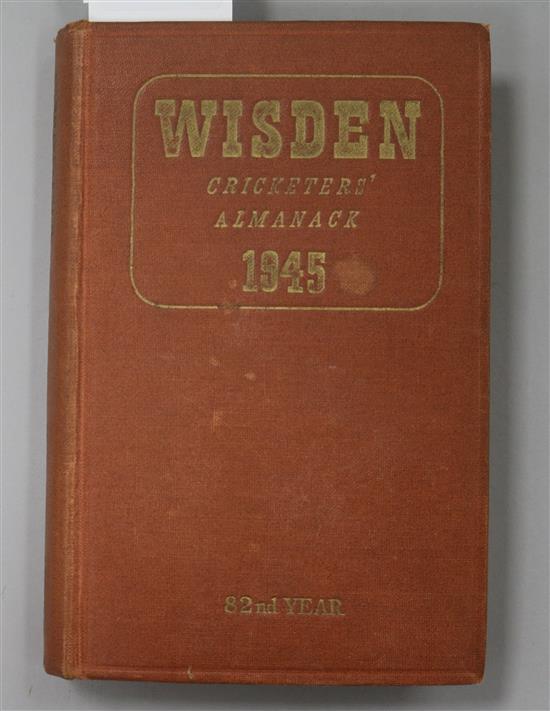 WISDEN
CRICKETERS'
ALMANACK
1945
82nd YEAR